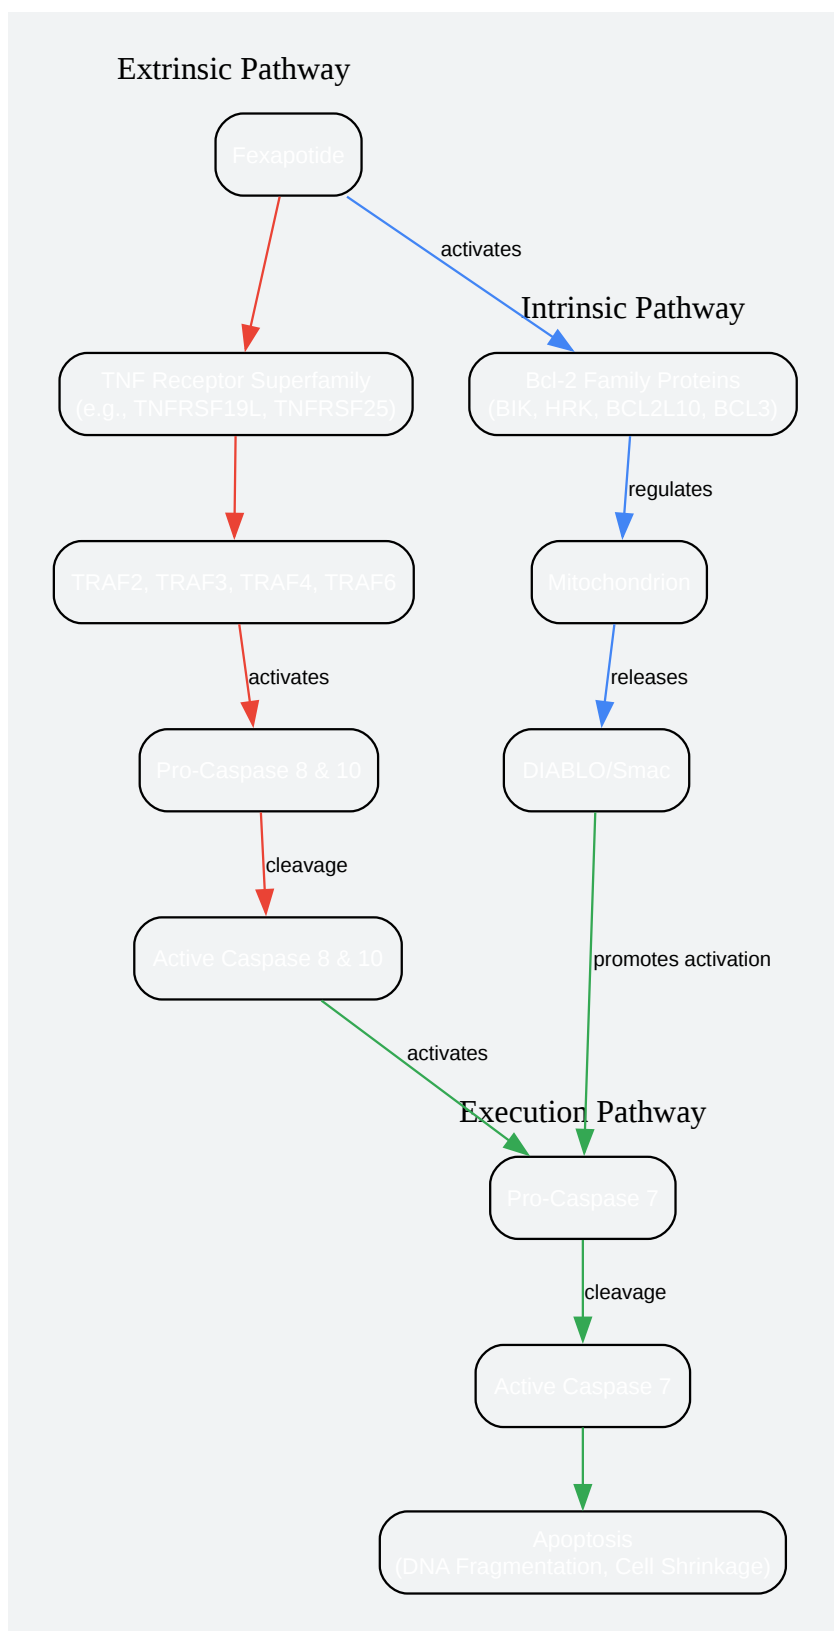 Extrinsic Pathway
Fexapotide
activates
Intrinsic Pathway
TNF Receptor Superfamily
(e.g., TNFRSF19L, TNFRSF25)
Bcl-2 Family Proteins
(BIK, HRK, BCL2L10, BCL3)
regulates
TRAF2, TRAF3, TRAF4, TRAF6
Mitochondrion
activates
releases
Pro-Caspase 8 & 10
DIABLO/Smac
cleavage
Active Caspase 8 & 10
promotes activation
activates
Execution Pathway
Pro-Caspase 7
cleavage
Active Caspase 7
Apoptosis
(DNA Fragmentation, Cell Shrinkage)